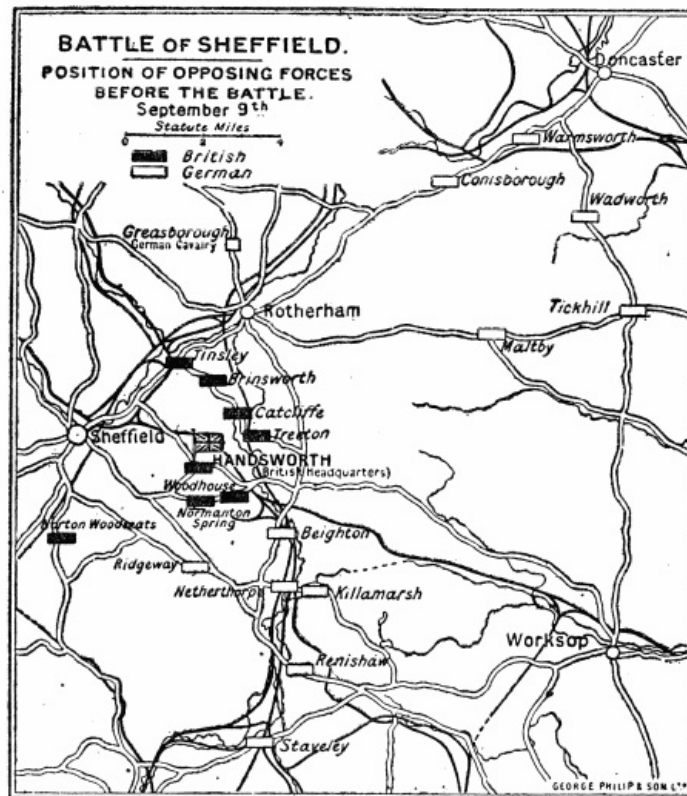 BATTLE OF SHEFFIELD.
POSITION OF OPPOSING FORCES
BEFORE THE BATTLE.
September 9th
Statute Miles
0 2 4
British
German
Doncaster
Warmsworth
Conisborough
Wadworth
Greasborough
German Cavalry
Rotherham
Tickhill
Maltby
Tinsley
Brinsworth
Catcliffe
Sheffield
Treeton
HANDSWORTH
(British Headquarters)
Woodhouse
Normanton
Spring
Norton Woodseats
Beighton
Ridgeway
Netherthorpe
Killamarsh
Worksop
Renishaw
Staveley
GEORGE PHILIP & SON LTD